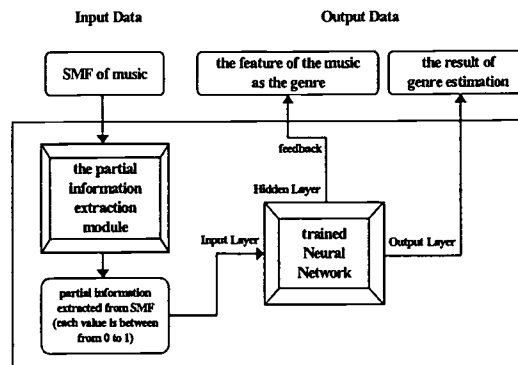 Input Data
Output Data
SMF of music
the feature of the music
as the genre
the result of
genre estimation
feedback
the partial
information
extraction
module
Hidden Layer
Input Layer
trained
Neural
Network
Output Layer
partial information
extracted from SMF
(each value is between
from 0 to 1)